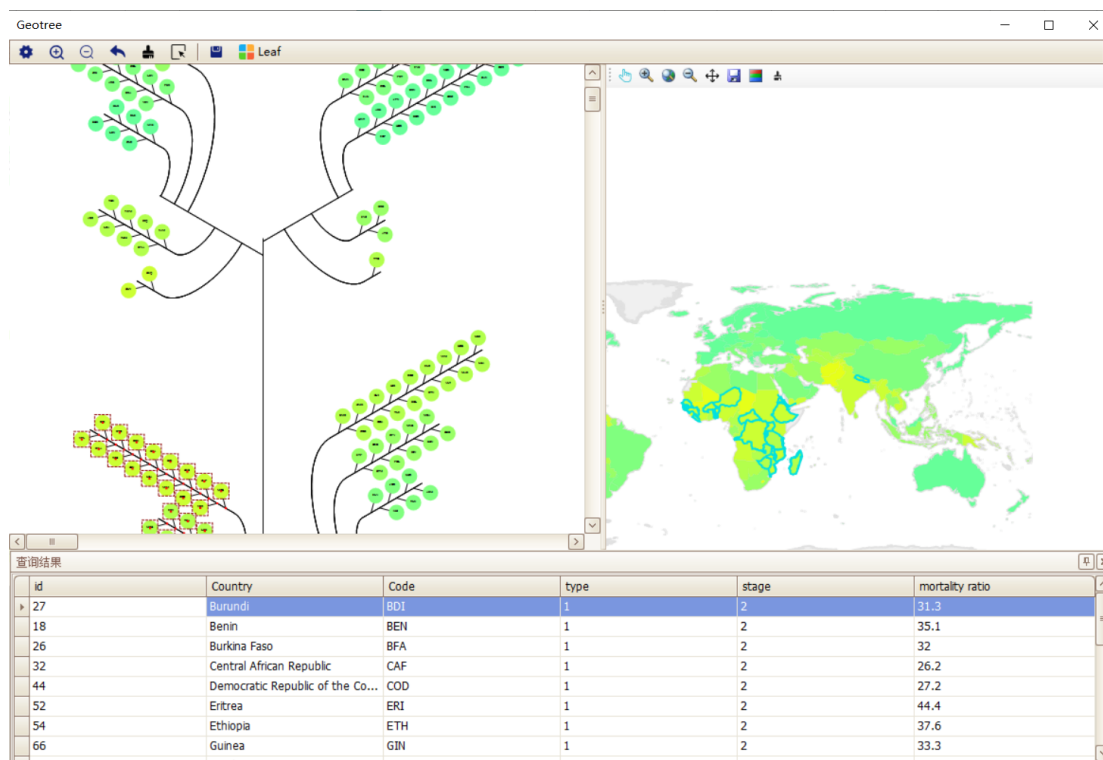 Geotree
Leaf
查询结果
id Country Code type stage mortality ratio
27 Burundi BDI 1 2 31.3
18 Benin BEN 1 2 35.1
26 Burkina Faso BFA 1 2 32
32 Central African Republic CAF 1 2 26.2
44 Democratic Republic of the Co... COD 1 2 27.2
52 Eritrea ERI 1 2 44.4
54 Ethiopia ETH 1 2 37.6
66 Guinea GIN 1 2 33.3